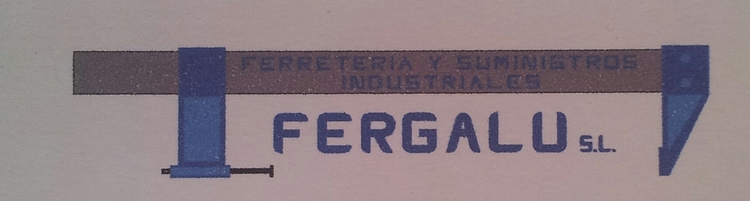 FERRETERIA Y SUMINISTROS
INDUSTRIALES
FERGALU S.L.